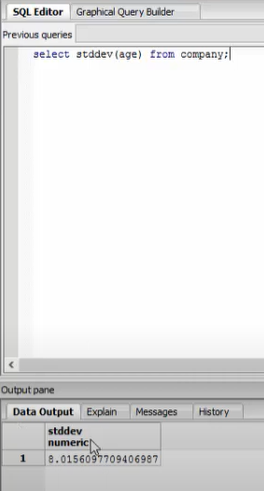 SQL Editor Graphical Query Builder
Previous queries
select stddev(age) from company;
Output pane
Data Output Explain Messages History
stddev
numeric
1 8.0156097709406987